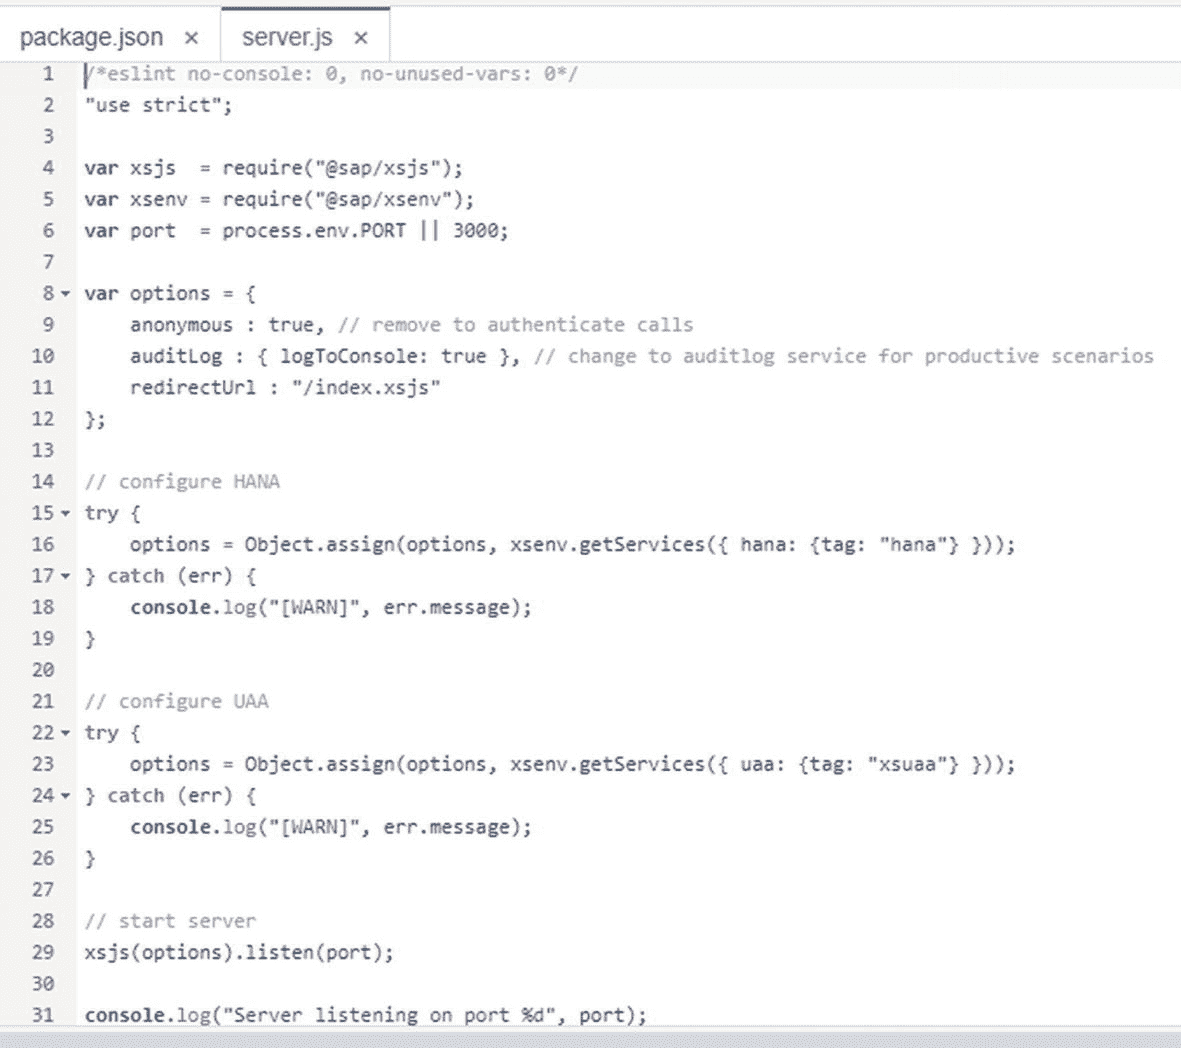 package.json × server.js ×
1 /*eslint no-console: 0, no-unused-vars: 0*/
2 "use strict";
3
4 var xsjs  = require("@sap/xsjs");
5 var xsenv = require("@sap/xsenv");
6 var port  = process.env.PORT || 3000;
7
8 var options = {
9     anonymous : true, // remove to authenticate calls
10     auditLog : { logToConsole: true }, // change to auditlog service for productive scenarios
11     redirectUrl : "/index.xsjs"
12 };
13
14 // configure HANA
15 try {
16     options = Object.assign(options, xsenv.getServices({ hana: {tag: "hana"} }));
17 } catch (err) {
18     console.log("[WARN]", err.message);
19 }
20
21 // configure UAA
22 try {
23     options = Object.assign(options, xsenv.getServices({ uaa: {tag: "xsuaa"} }));
24 } catch (err) {
25     console.log("[WARN]", err.message);
26 }
27
28 // start server
29 xsjs(options).listen(port);
30
31 console.log("Server listening on port %d", port);